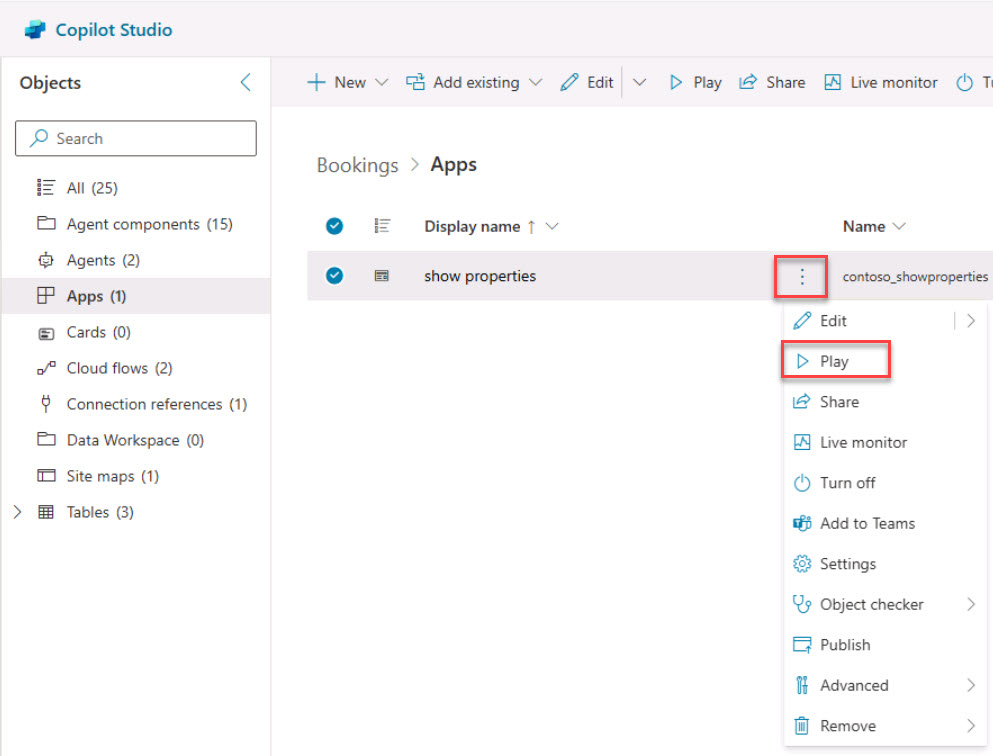 Copilot Studio
Objects
Search
All (25)
Agent components (15)
Agents (2)
Apps (1)
Cards (0)
Cloud flows (2)
Connection references (1)
Data Workspace (0)
Site maps (1)
Tables (3)
New Add existing Edit Play Share Live monitor Tu
Bookings > Apps
Display name ↑ Name
show properties contoso_showproperties
Edit
Play
Share
Live monitor
Turn off
Add to Teams
Settings
Object checker
Publish
Advanced
Remove